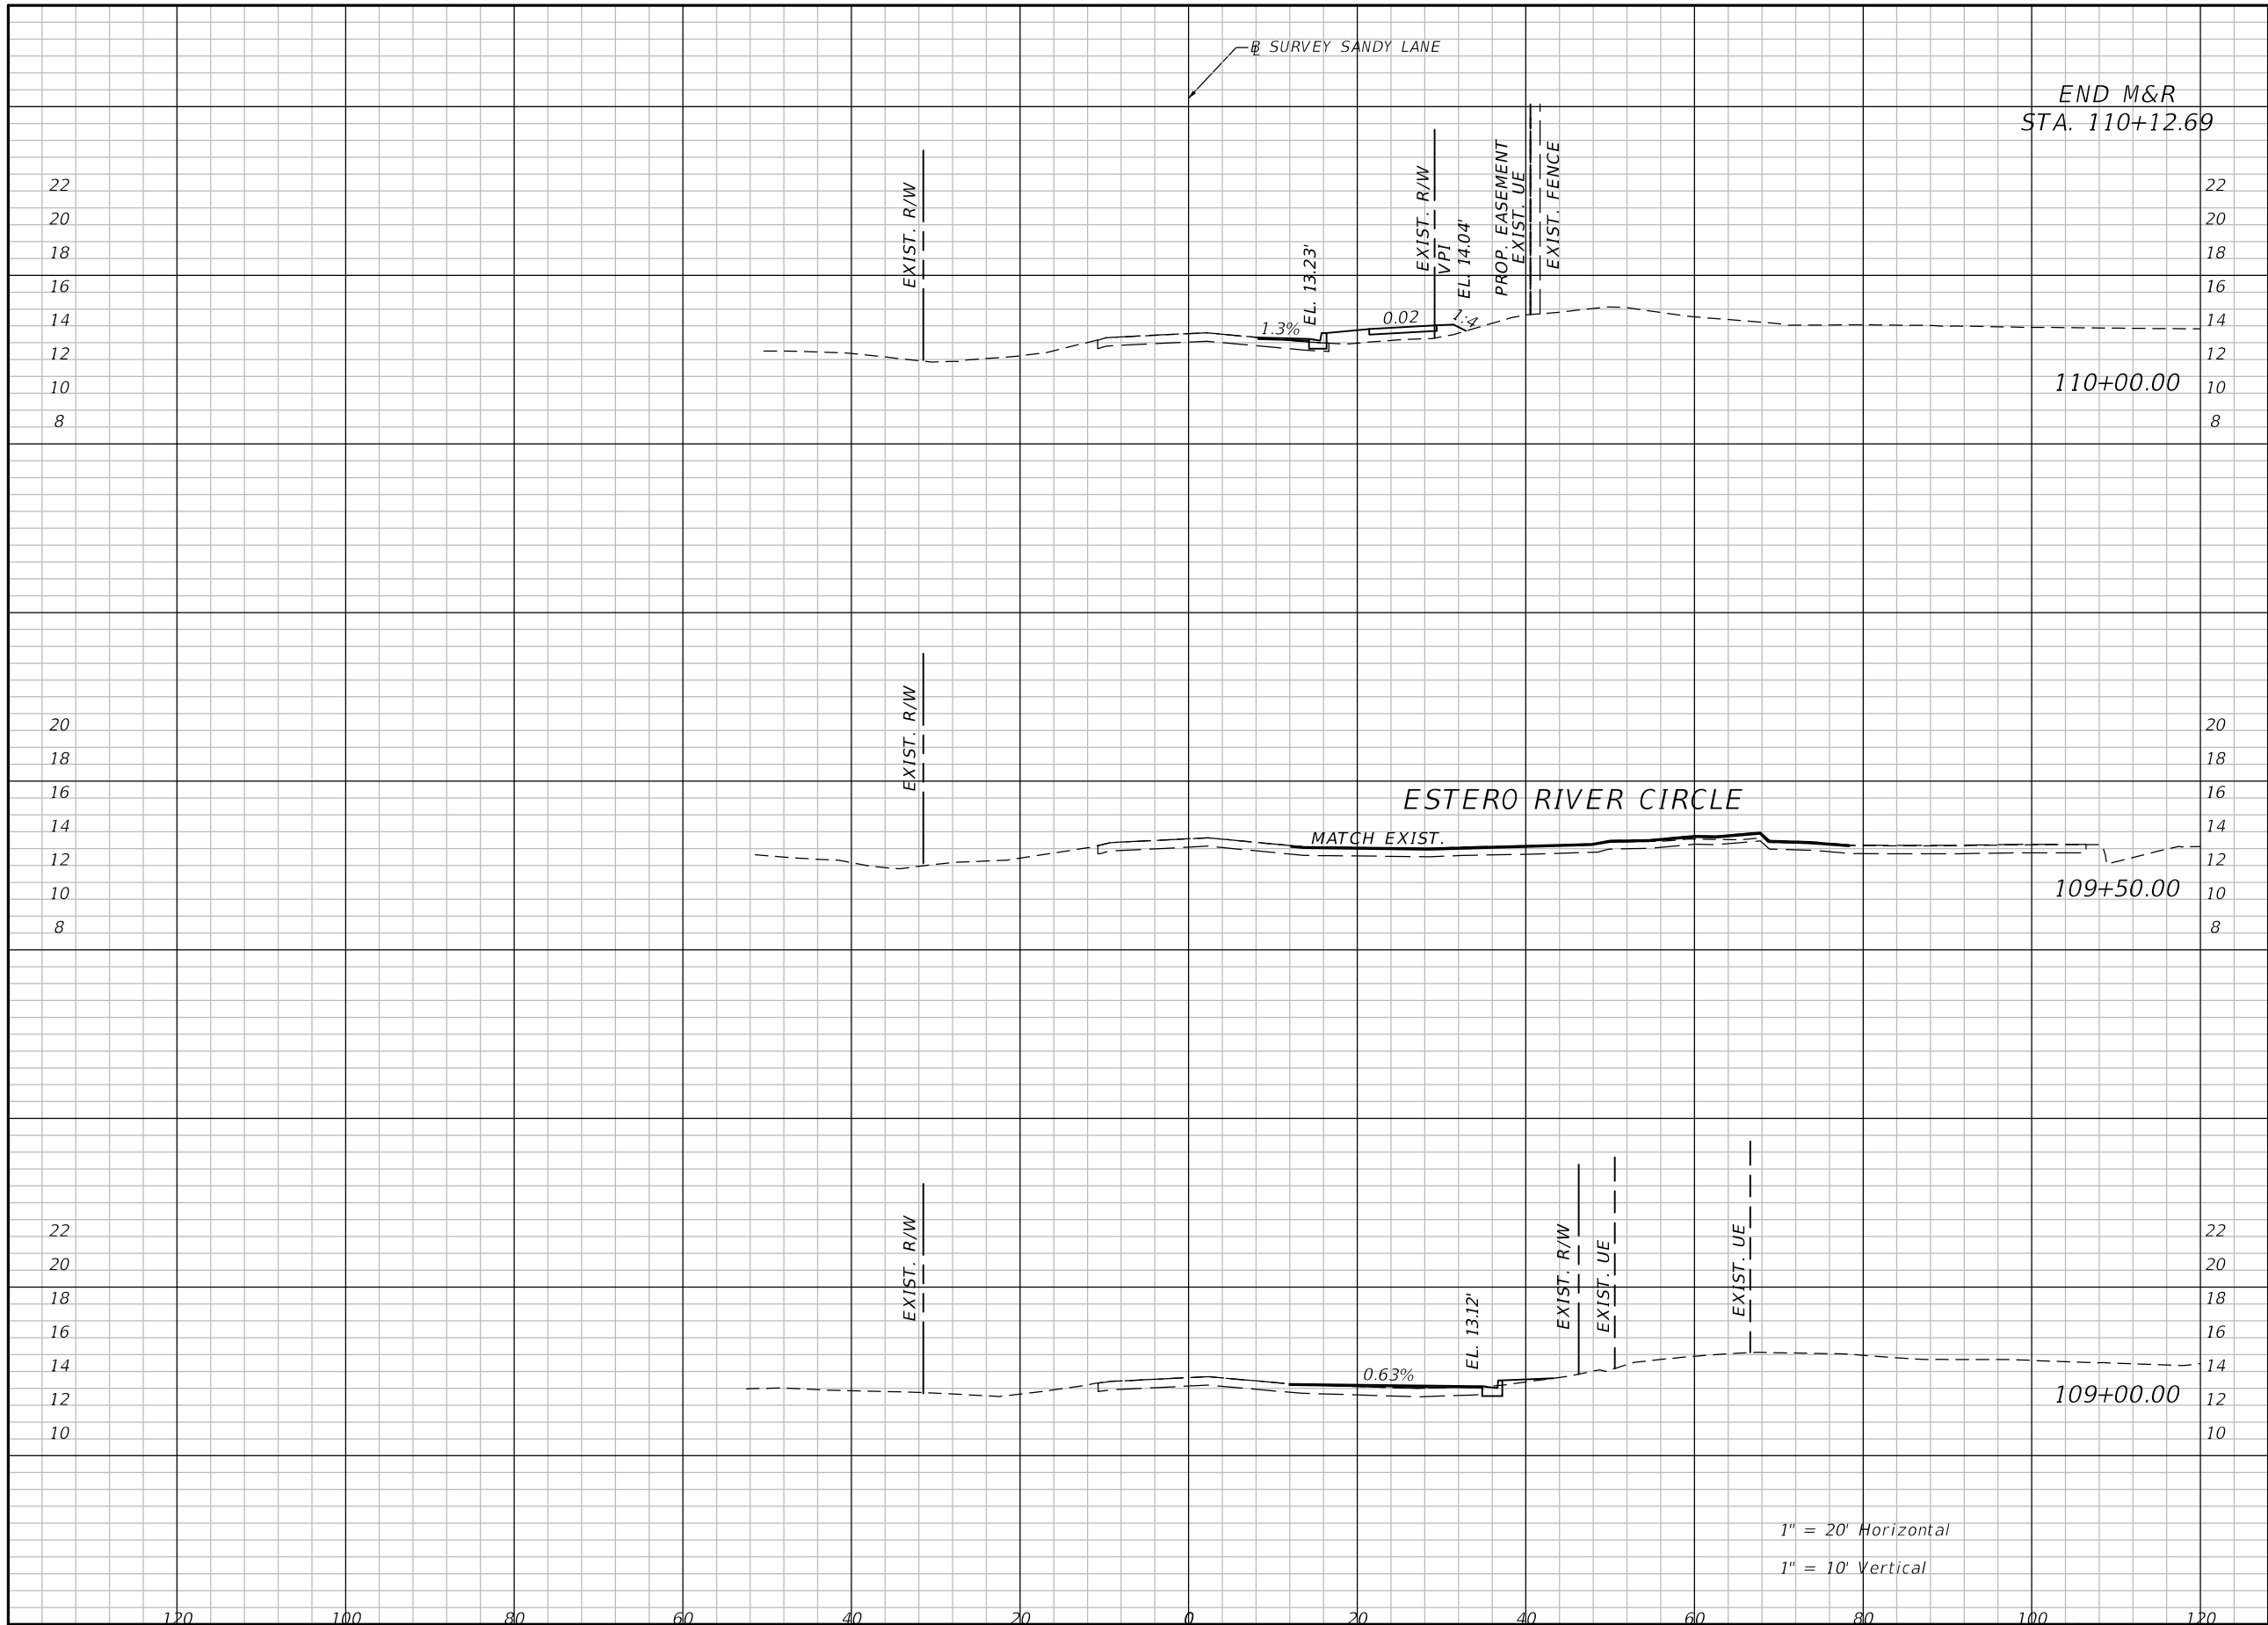 ℄ SURVEY SANDY LANE
END M&R
STA. 110+12.69
EXIST. R/W
EL. 13.23'
EXIST. R/W
VPI
EL. 14.04'
PROP. EASEMENT
EXIST. UE
EXIST. FENCE
22 22
20 20
18 18
16 16
14 14
12 12
10 10
8 8
1.3%
0.02
1:4
110+00.00
EXIST. R/W
20 20
18 18
16 16
14 14
12 12
10 10
8 8
ESTERO RIVER CIRCLE
MATCH EXIST.
109+50.00
EXIST. R/W
EL. 13.12'
EXIST. R/W
EXIST. UE
EXIST. UE
22 22
20 20
18 18
16 16
14 14
12 12
10 10
0.63%
109+00.00
1" = 20' Horizontal
1" = 10' Vertical
120 100 80 60 40 20 0 20 40 60 80 100 120